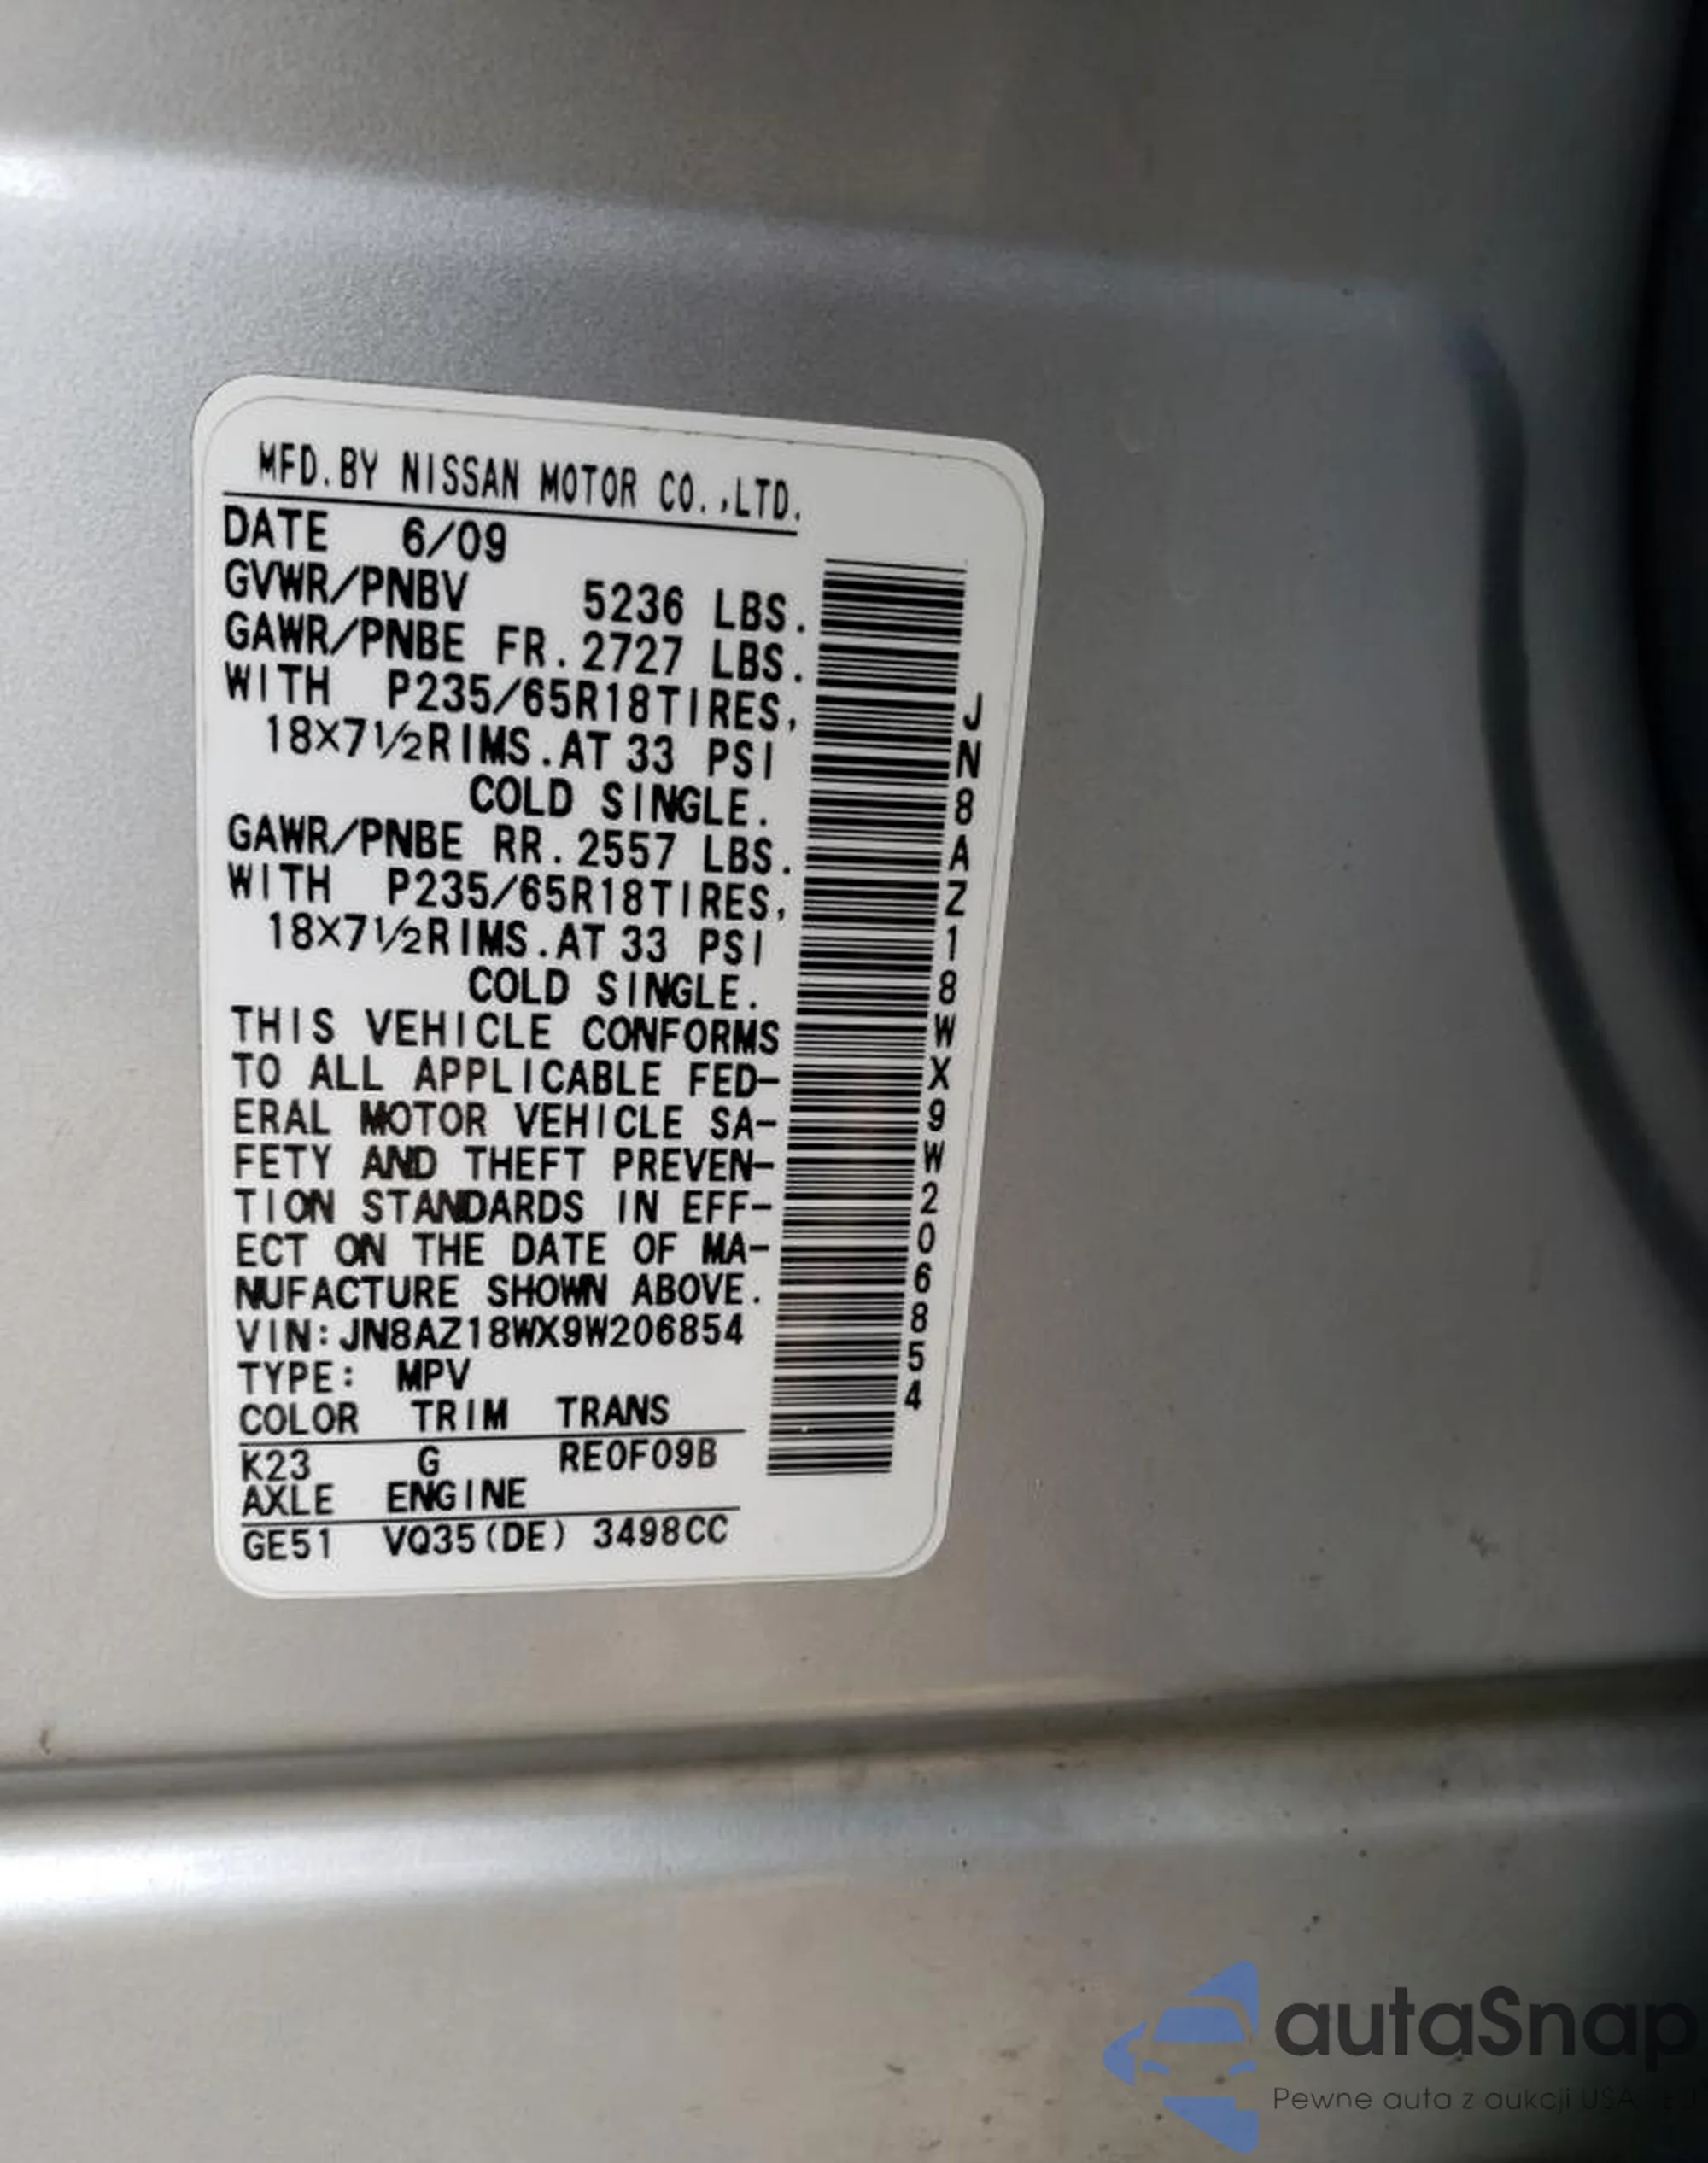 MFD. BY NISSAN MOTOR CO.,LTD.
DATE 6/09
GVWR/PNBV 5236 LBS.
GAWR/PNBE FR. 2727 LBS.
WITH P235/65R18TIRES,
18X7½RIMS. AT 33 PSI
COLD SINGLE.
GAWR/PNBE RR. 2557 LBS.
WITH P235/65R18TIRES,
18X7½RIMS. AT 33 PSI
COLD SINGLE.
THIS VEHICLE CONFORMS
TO ALL APPLICABLE FED-
ERAL MOTOR VEHICLE SA-
FETY AND THEFT PREVEN-
TION STANDARDS IN EFF-
ECT ON THE DATE OF MA-
NUFACTURE SHOWN ABOVE.
VIN: JN8AZ18WX9W206854
TYPE: MPV
COLOR TRIM TRANS
K23 G RE0F09B
AXLE ENGINE
GE51 VQ35(DE) 3498CC
JN8AZ18WX9W206854
autaSnap
Pewne auta z aukcji USA